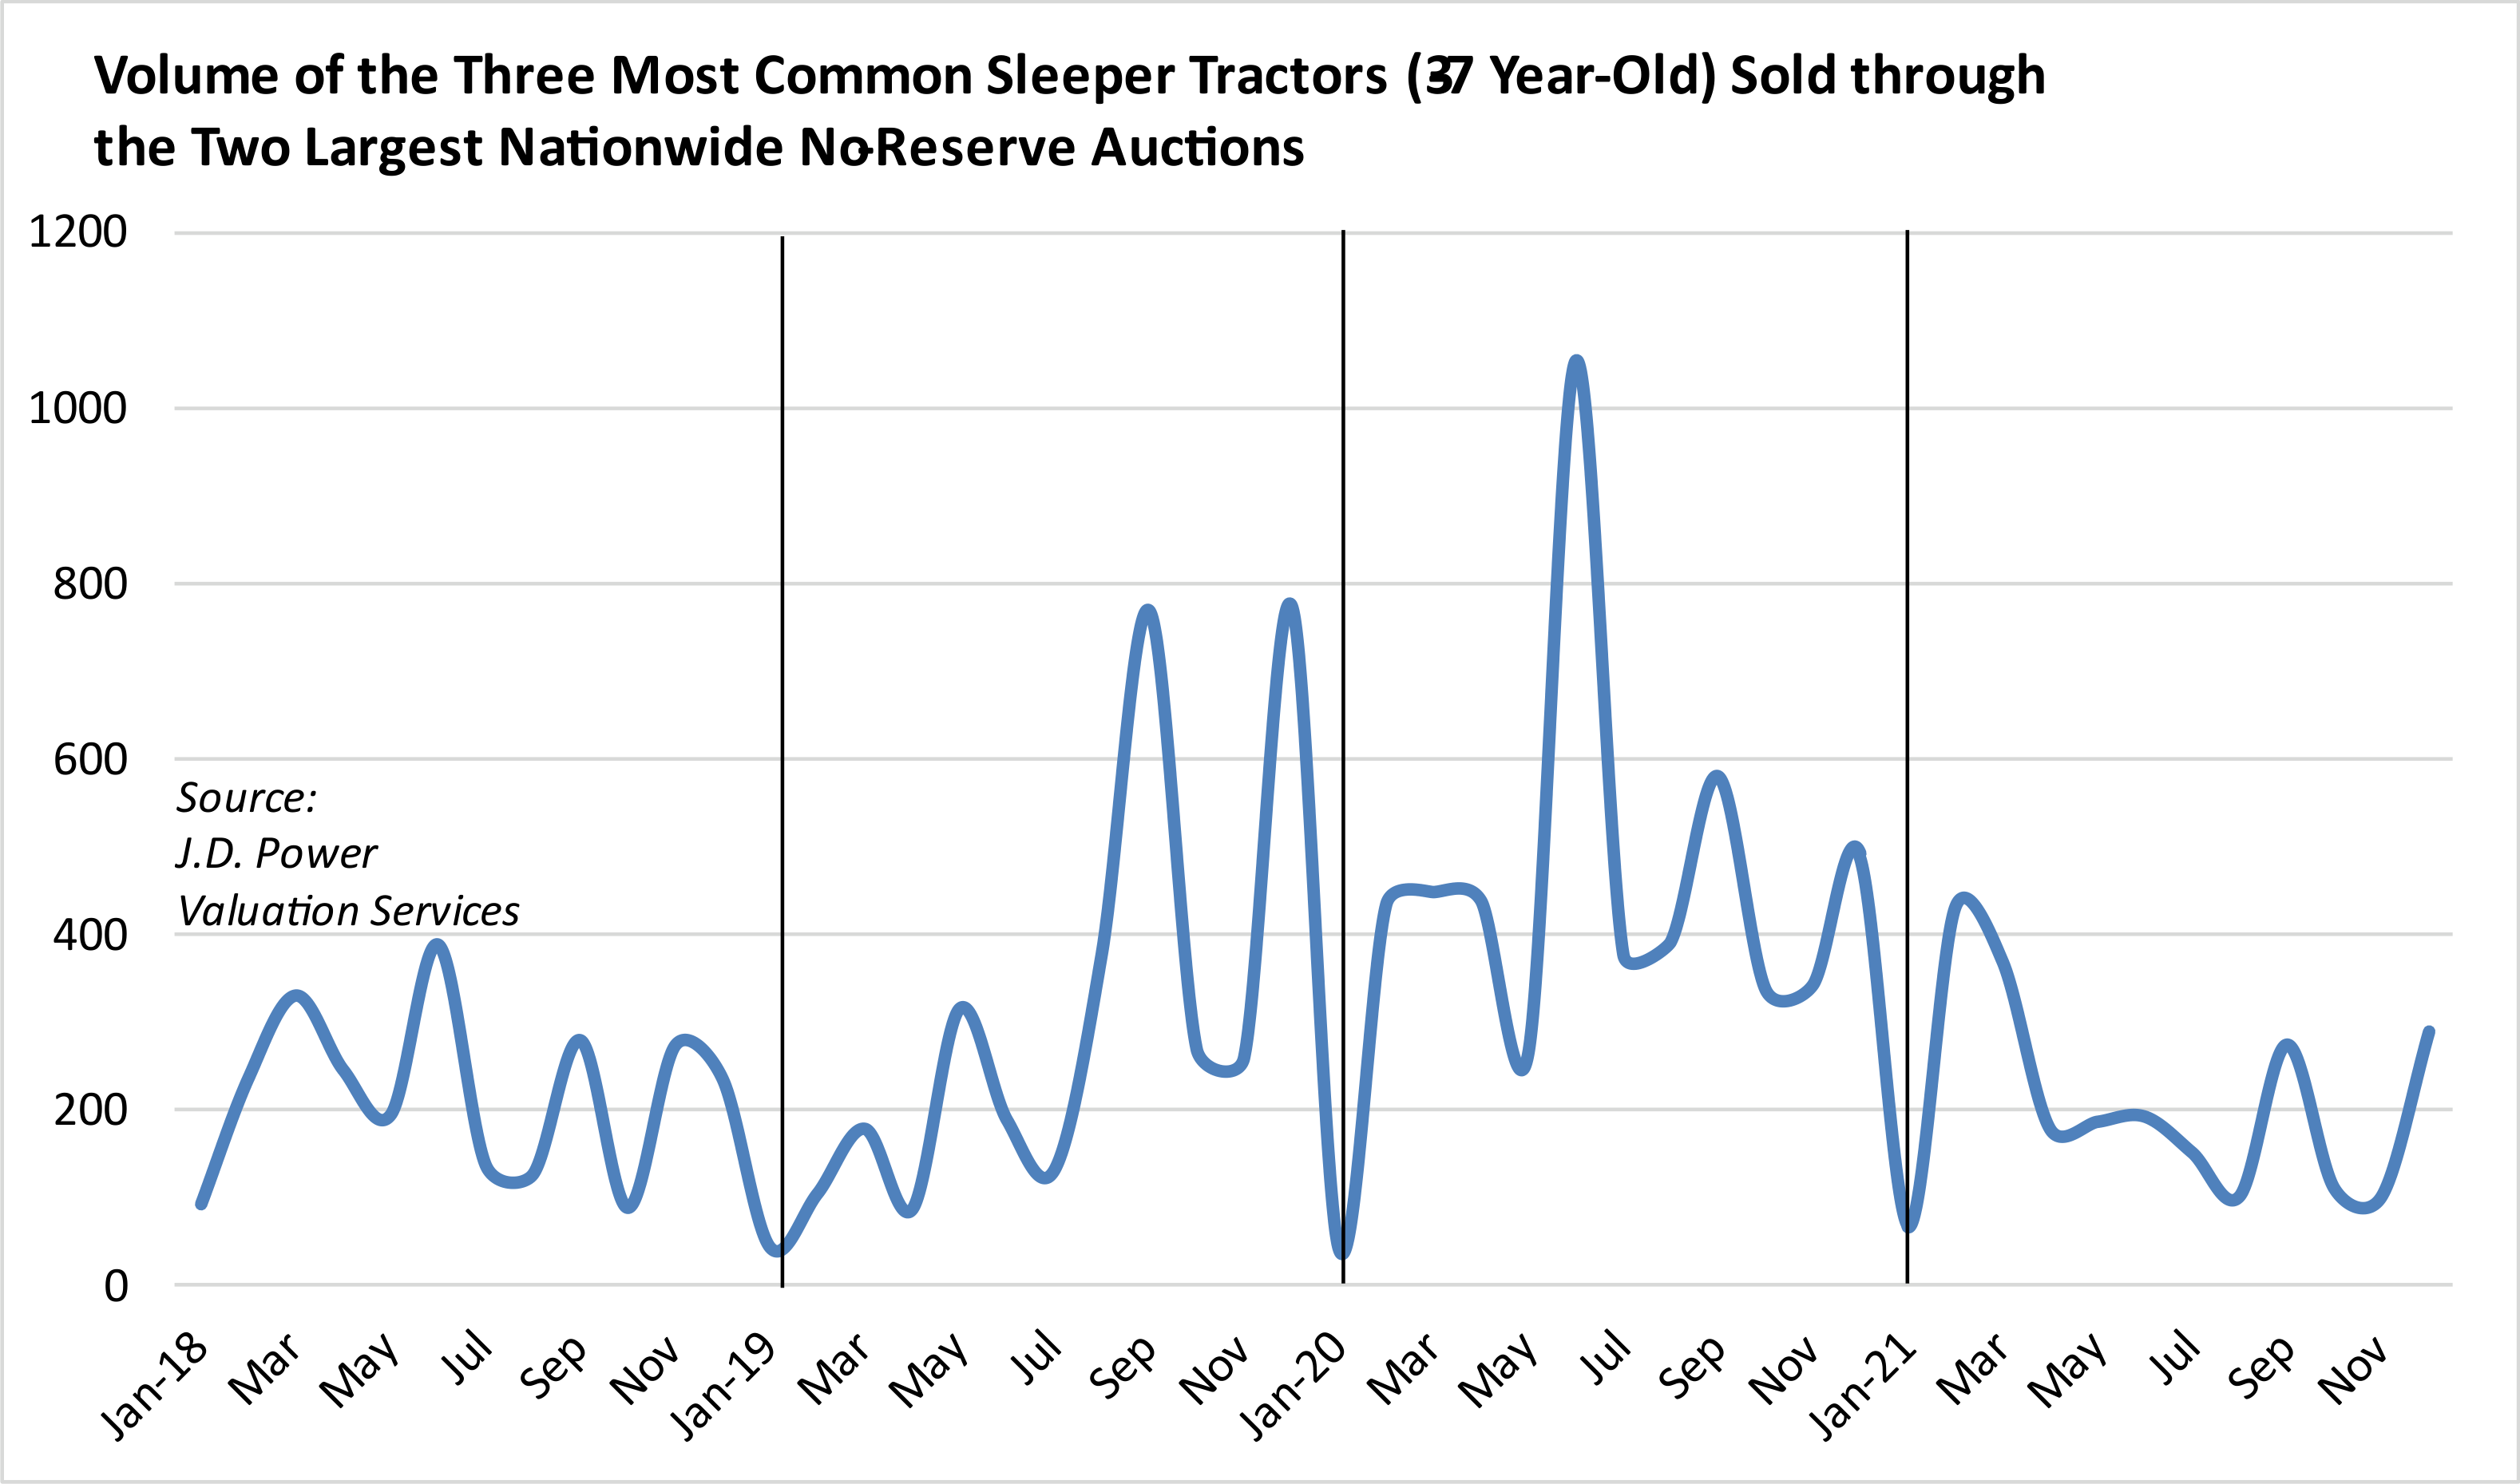 Volume of the Three Most Common Sleeper Tractors (37 Year-Old) Sold through
the Two Largest Nationwide No-Reserve Auctions
1200
1000
800
600
Source:
J.D. Power
Valuation Services
400
200
0
Jan-18 Mar May Jul Sep Nov Jan-19 Mar May Jul Sep Nov Jan-20 Mar May Jul Sep Nov Jan-21 Mar May Jul Sep Nov